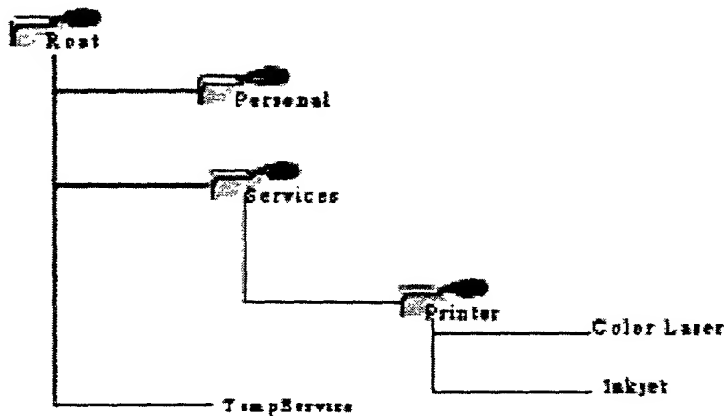 Root
Personal
Services
Printer
Color Laser
Inkjet
TempService